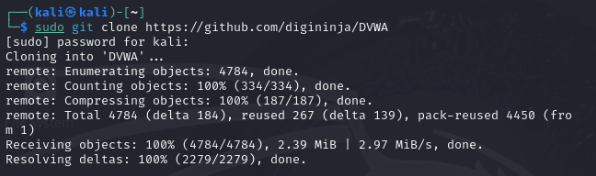 ┌──(kali㉿kali)-[~]
└─$ sudo git clone https://github.com/digininja/DVWA
[sudo] password for kali:
Cloning into 'DVWA'...
remote: Enumerating objects: 4784, done.
remote: Counting objects: 100% (334/334), done.
remote: Compressing objects: 100% (187/187), done.
remote: Total 4784 (delta 184), reused 267 (delta 139), pack-reused 4450 (fro
m 1)
Receiving objects: 100% (4784/4784), 2.39 MiB | 2.97 MiB/s, done.
Resolving deltas: 100% (2279/2279), done.